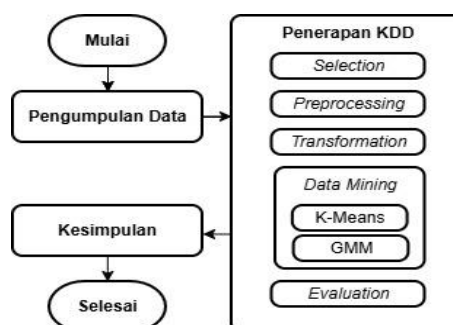 Mulai
Pengumpulan Data
Penerapan KDD
Selection
Preprocessing
Transformation
Data Mining
K-Means
GMM
Evaluation
Kesimpulan
Selesai